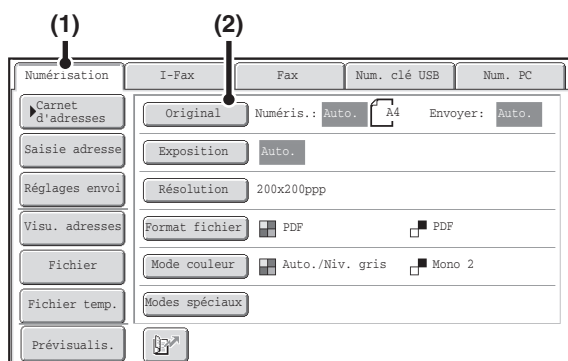 (1) (2)
Numérisation I-Fax Fax Num. clé USB Num. PC
Carnet
d'adresses
Original Numéris.: Auto. A4 Envoyer: Auto.
Saisie adresse Exposition Auto.
Réglages envoi Résolution 200x200ppp
Visu. adresses Format fichier PDF PDF
Fichier Mode couleur Auto./Niv. gris Mono 2
Fichier temp. Modes spéciaux
Prévisualis.